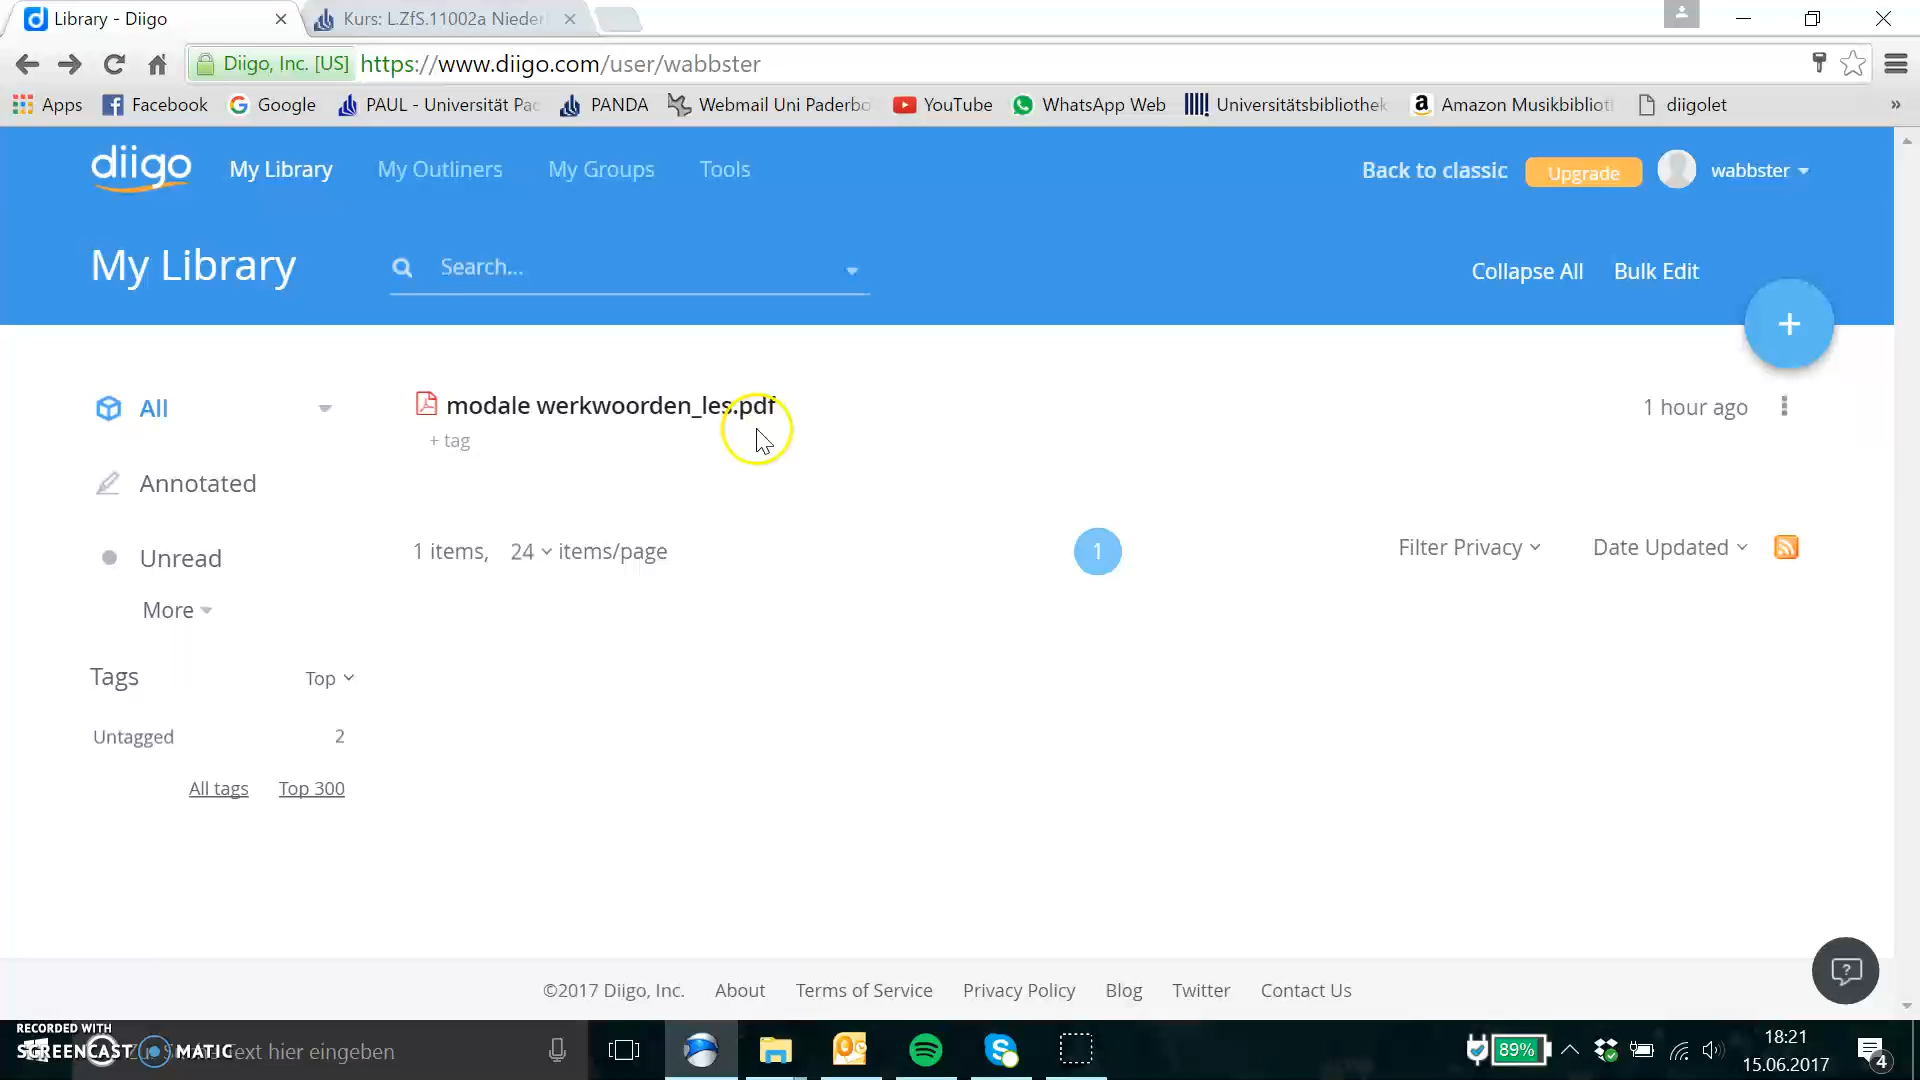 Library - Diigo
Kurs: L.ZfS.11002a Nieder
Diigo, Inc. [US] https://www.diigo.com/user/wabbster
Apps Facebook Google PAUL - Universität Pa PANDA Webmail Uni Paderbo YouTube WhatsApp Web Universitätsbibliothek Amazon Musikbibliot diigolet »
diigo My Library My Outliners My Groups Tools Back to classic Upgrade wabbster
My Library Search... Collapse All Bulk Edit
+
All modale werkwoorden_les.pdf 1 hour ago
+ tag
Annotated
Unread 1 items, 24 items/page 1 Filter Privacy Date Updated
More
Tags Top
Untagged 2
All tags Top 300
©2017 Diigo, Inc. About Terms of Service Privacy Policy Blog Twitter Contact Us
RECORDED WITH
SCREENCAST MATIC Text hier eingeben 89% 18:21
15.06.2017 4